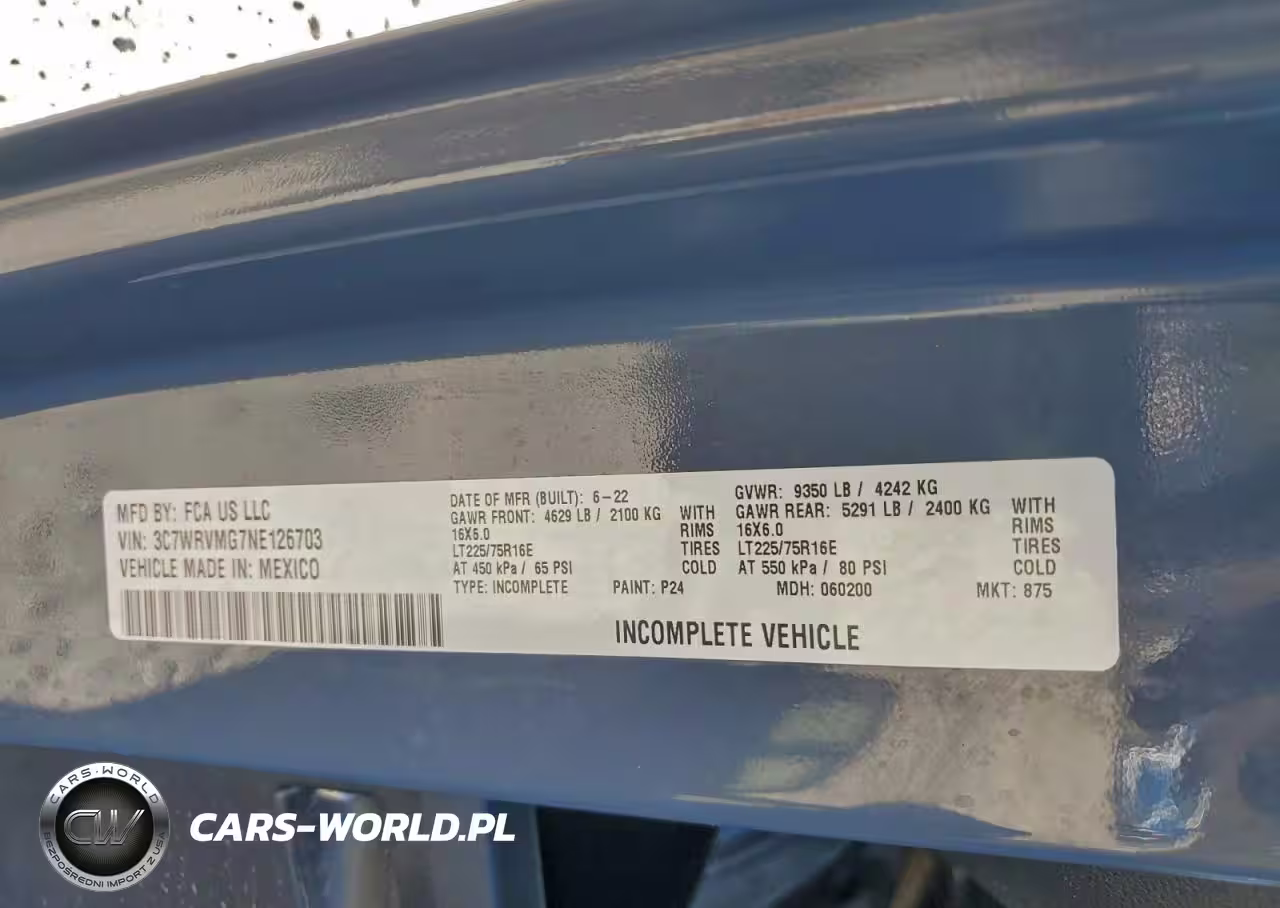 MFD BY: FCA US LLC
VIN: 3C7WRVMG7NE126703
VEHICLE MADE IN: MEXICO
DATE OF MFR (BUILT): 6-22
GAWR FRONT: 4629 LB / 2100 KG WITH
16X6.0 RIMS
LT225/75R16E TIRES
AT 450 kPa / 65 PSI COLD
GVWR: 9350 LB / 4242 KG
GAWR REAR: 5291 LB / 2400 KG WITH
16X6.0 RIMS
LT225/75R16E TIRES
AT 550 kPa / 80 PSI COLD
TYPE: INCOMPLETE PAINT: P24 MDH: 060200 MKT: 875
INCOMPLETE VEHICLE
CARS-WORLD
CW
BEZPOŚREDNI IMPORT Z USA
CARS-WORLD.PL